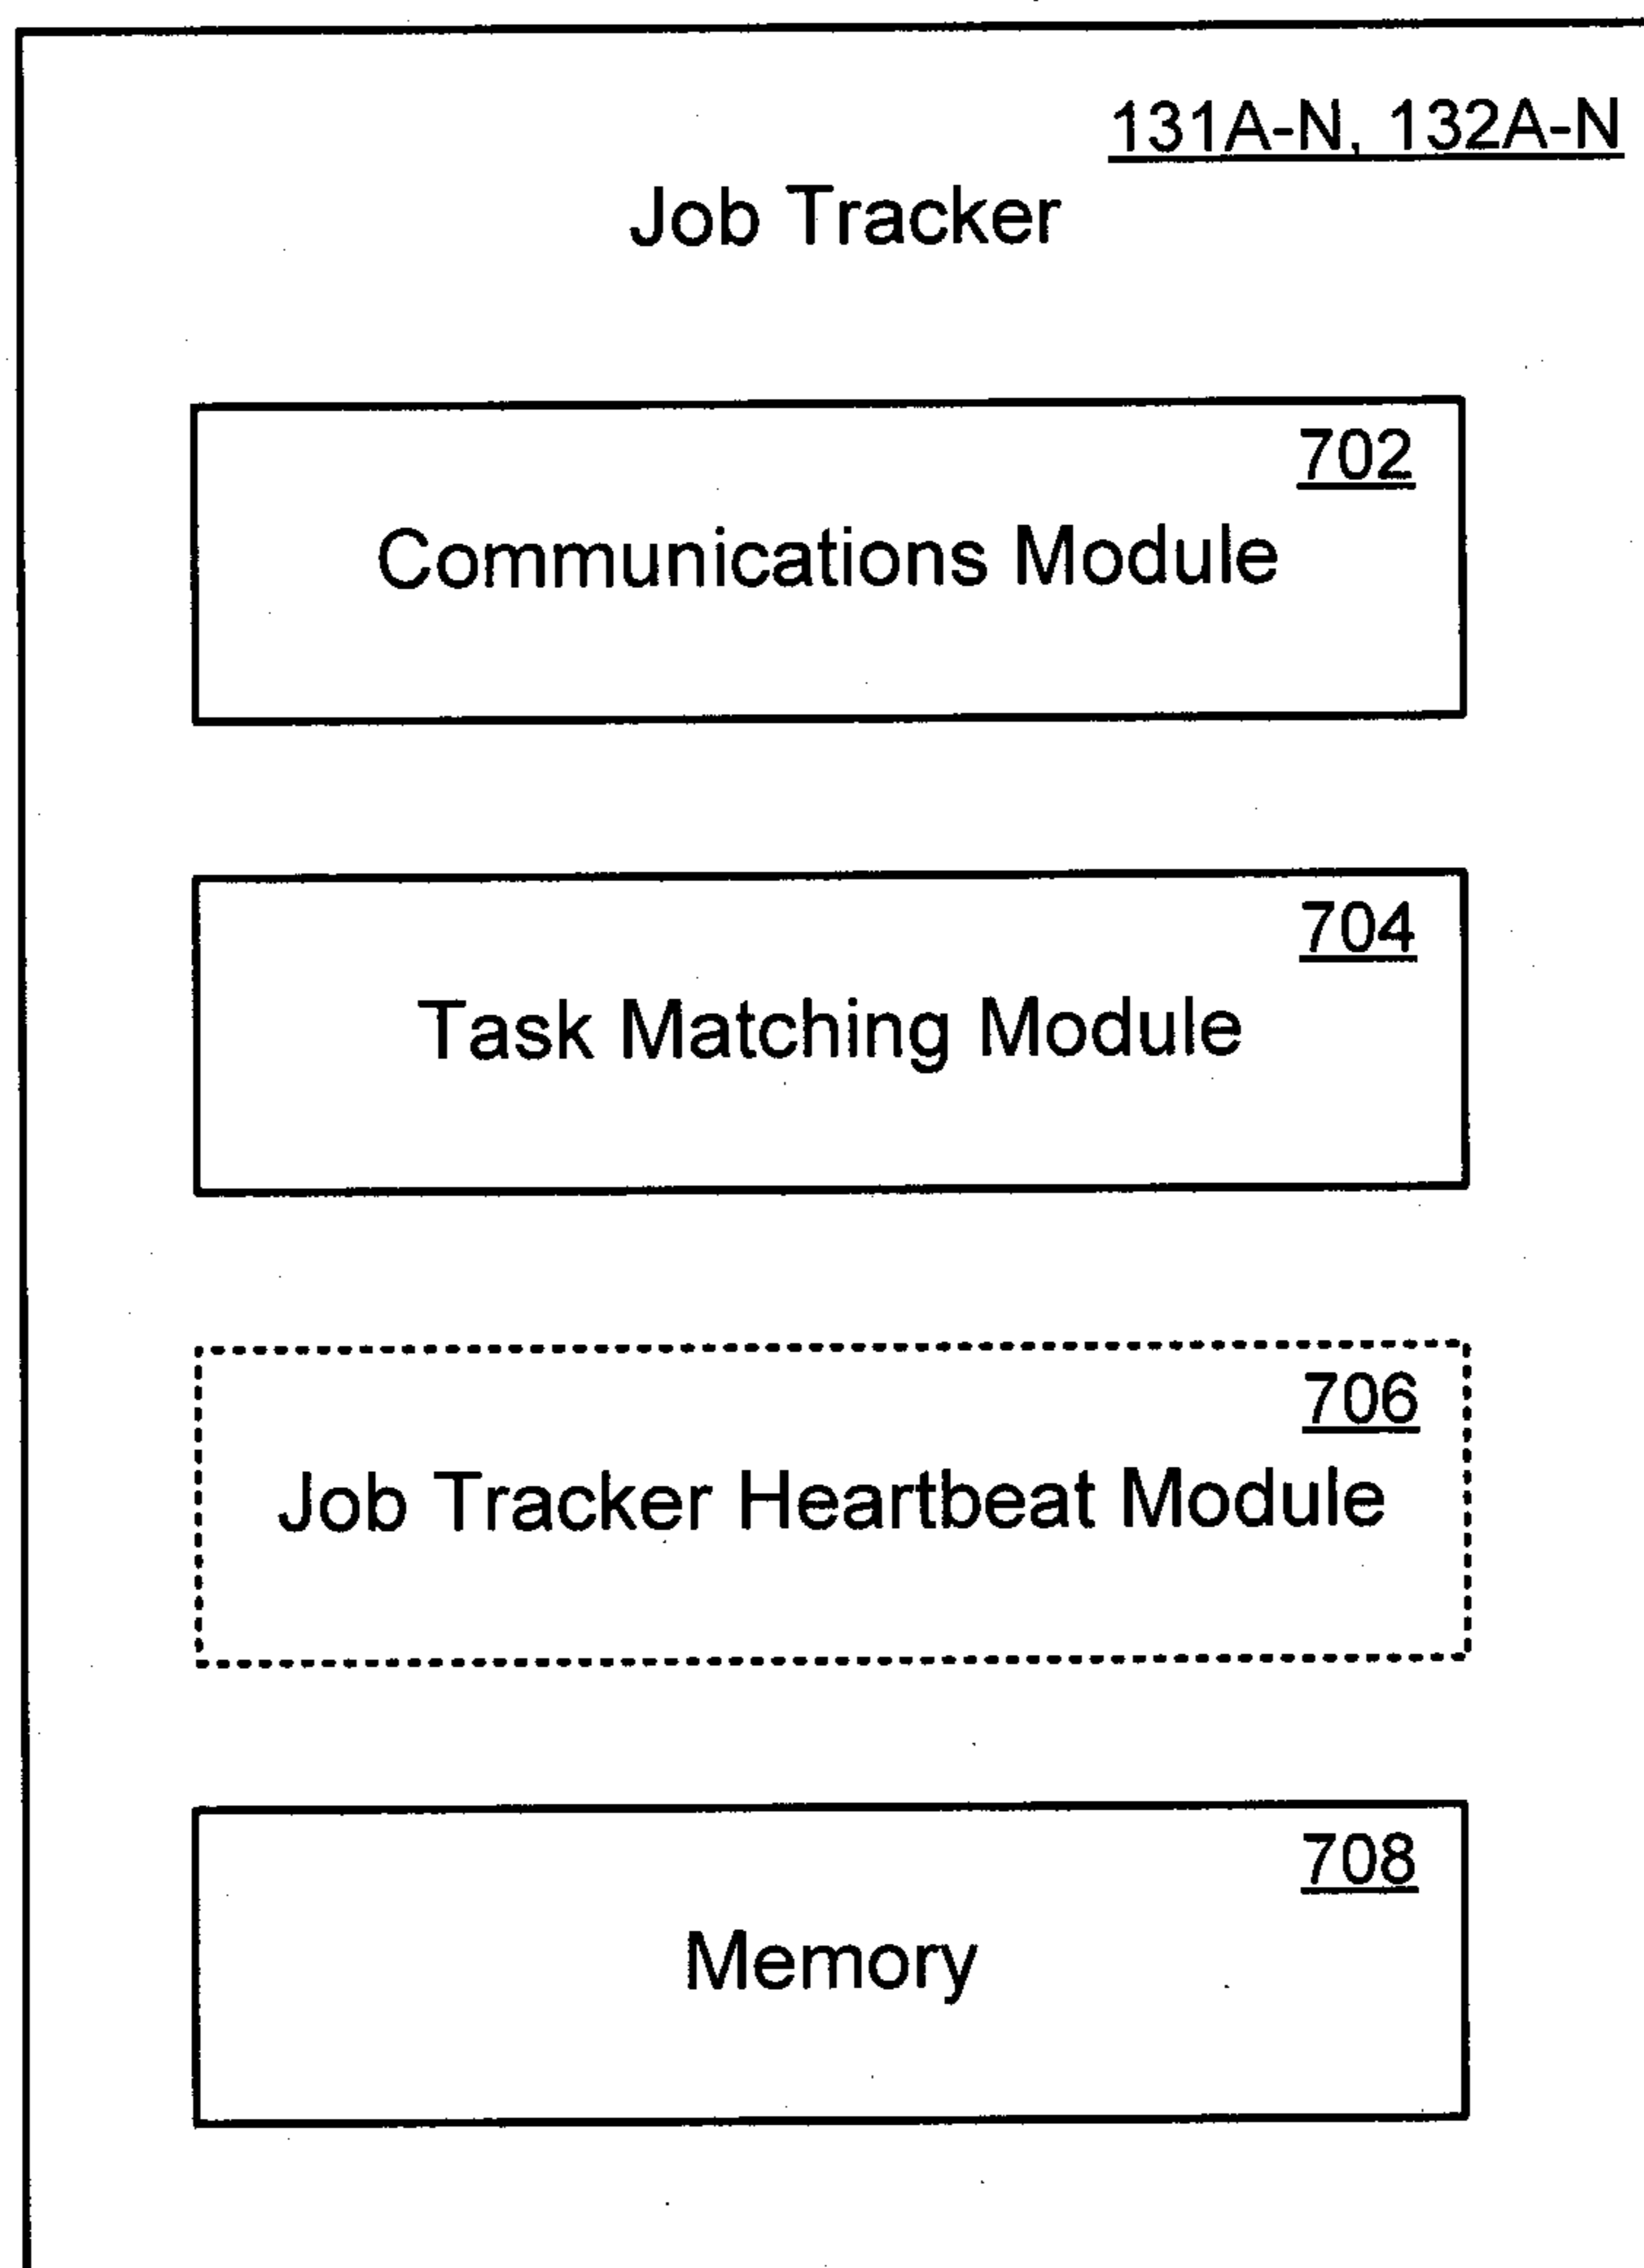 131A-N, 132A-N
Job Tracker
702
Communications Module
704
Task Matching Module
706
Job Tracker Heartbeat Module
708
Memory